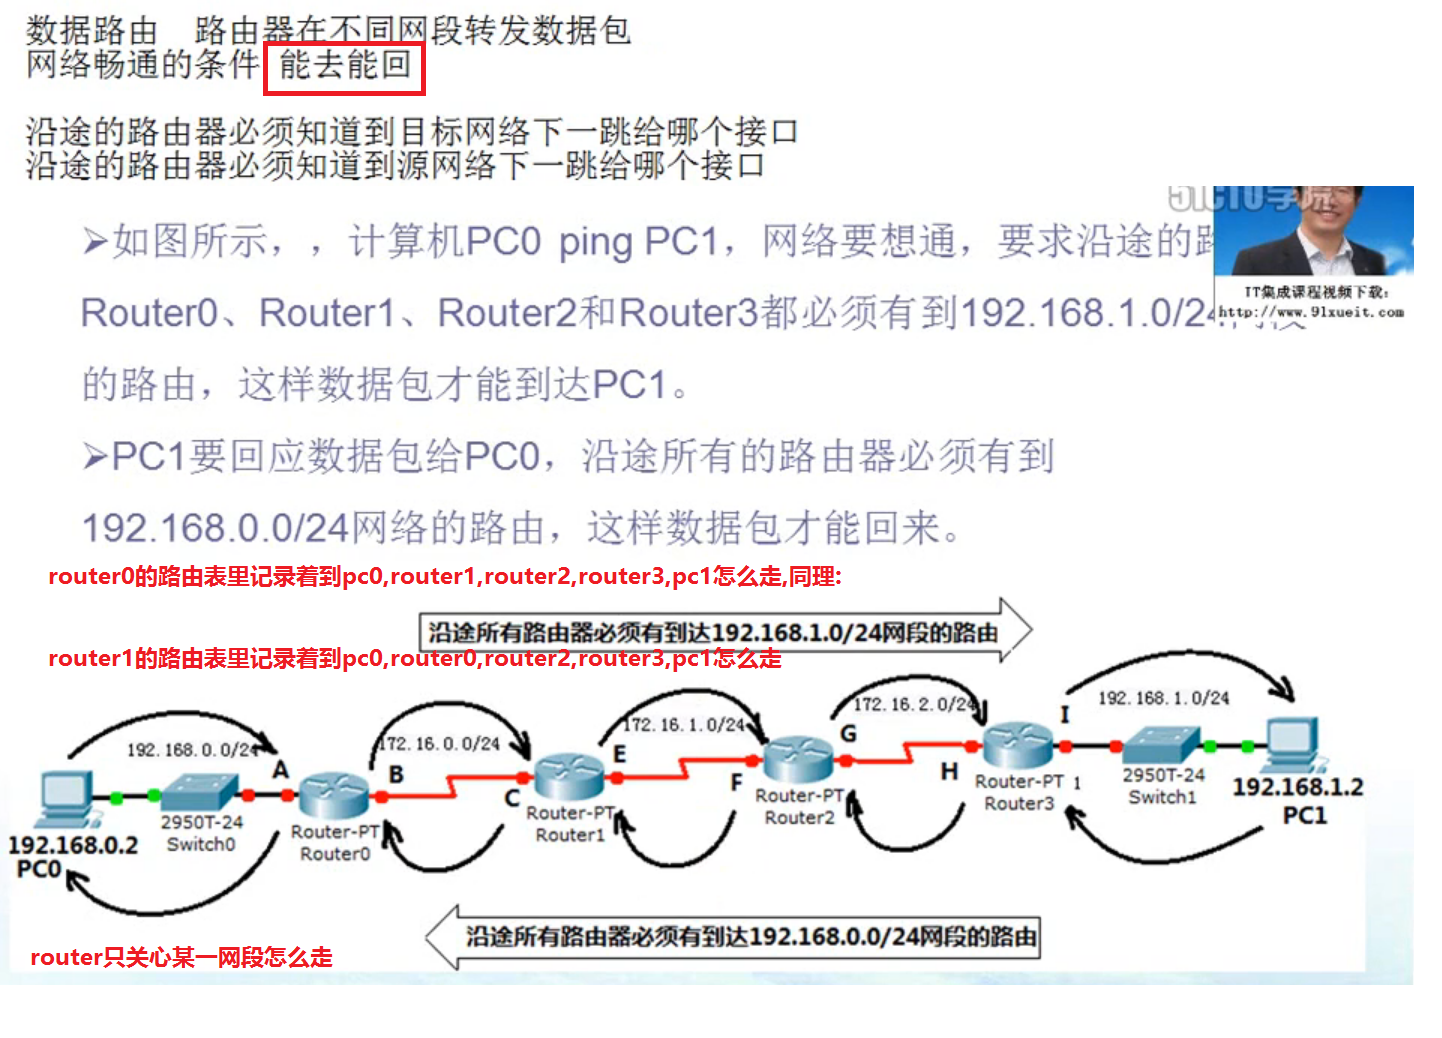 数据路由 路由器在不同网段转发数据包
网络畅通的条件 能去能回
沿途的路由器必须知道到目标网络下一跳给哪个接口
沿途的路由器必须知道到源网络下一跳给哪个接口
➢如图所示，，计算机PC0 ping PC1，网络要想通，要求沿途的路
Router0、Router1、Router2和Router3都必须有到192.168.1.0/24
的路由，这样数据包才能到达PC1。
➢PC1要回应数据包给PC0，沿途所有的路由器必须有到
192.168.0.0/24网络的路由，这样数据包才能回来。
51CTO学院
IT集成课程视频下载:
http://www.91xueit.com
router0的路由表里记录着到pc0,router1,router2,router3,pc1怎么走,同理:
沿途所有路由器必须有到达192.168.1.0/24网段的路由
router1的路由表里记录着到pc0,router0,router2,router3,pc1怎么走
192.168.0.0/24
172.16.0.0/24
172.16.1.0/24
172.16.2.0/24
192.168.1.0/24
A
B
C
E
F
G
H
I
192.168.0.2
PC0
2950T-24
Switch0
Router-PT
Router0
Router-PT
Router1
Router-PT
Router2
Router-PT 1
Router3
2950T-24
Switch1
192.168.1.2
PC1
沿途所有路由器必须有到达192.168.0.0/24网段的路由
router只关心某一网段怎么走